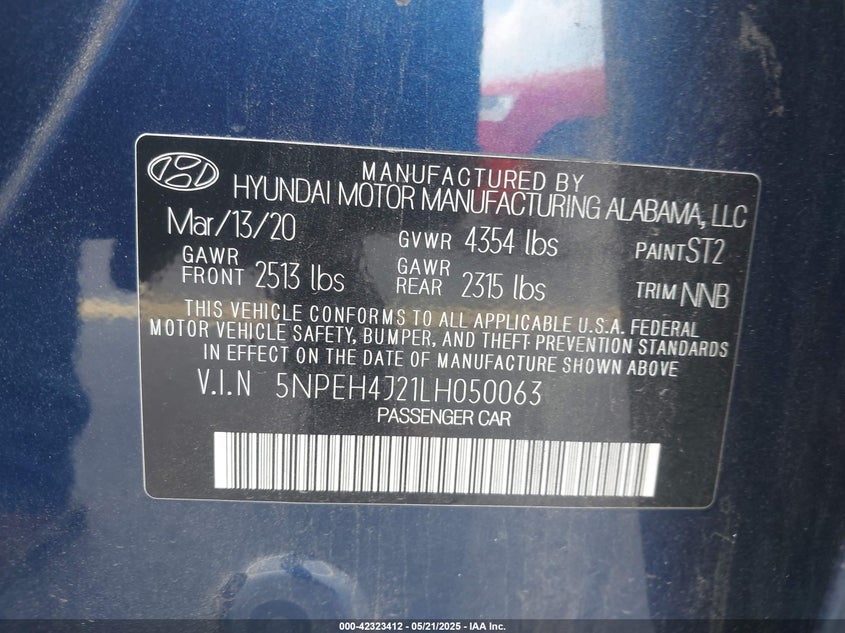 MANUFACTURED BY
HYUNDAI MOTOR MANUFACTURING ALABAMA, LLC
Mar/13/20 GVWR 4354 lbs PAINT ST2
GAWR FRONT 2513 lbs GAWR REAR 2315 lbs TRIM NNB
THIS VEHICLE CONFORMS TO ALL APPLICABLE U.S.A. FEDERAL
MOTOR VEHICLE SAFETY, BUMPER, AND THEFT PREVENTION STANDARDS
IN EFFECT ON THE DATE OF MANUFACTURE SHOWN ABOVE
V.I.N 5NPEH4J21LH050063
PASSENGER CAR
000-42323412 - 05/21/2025 - IAA Inc.